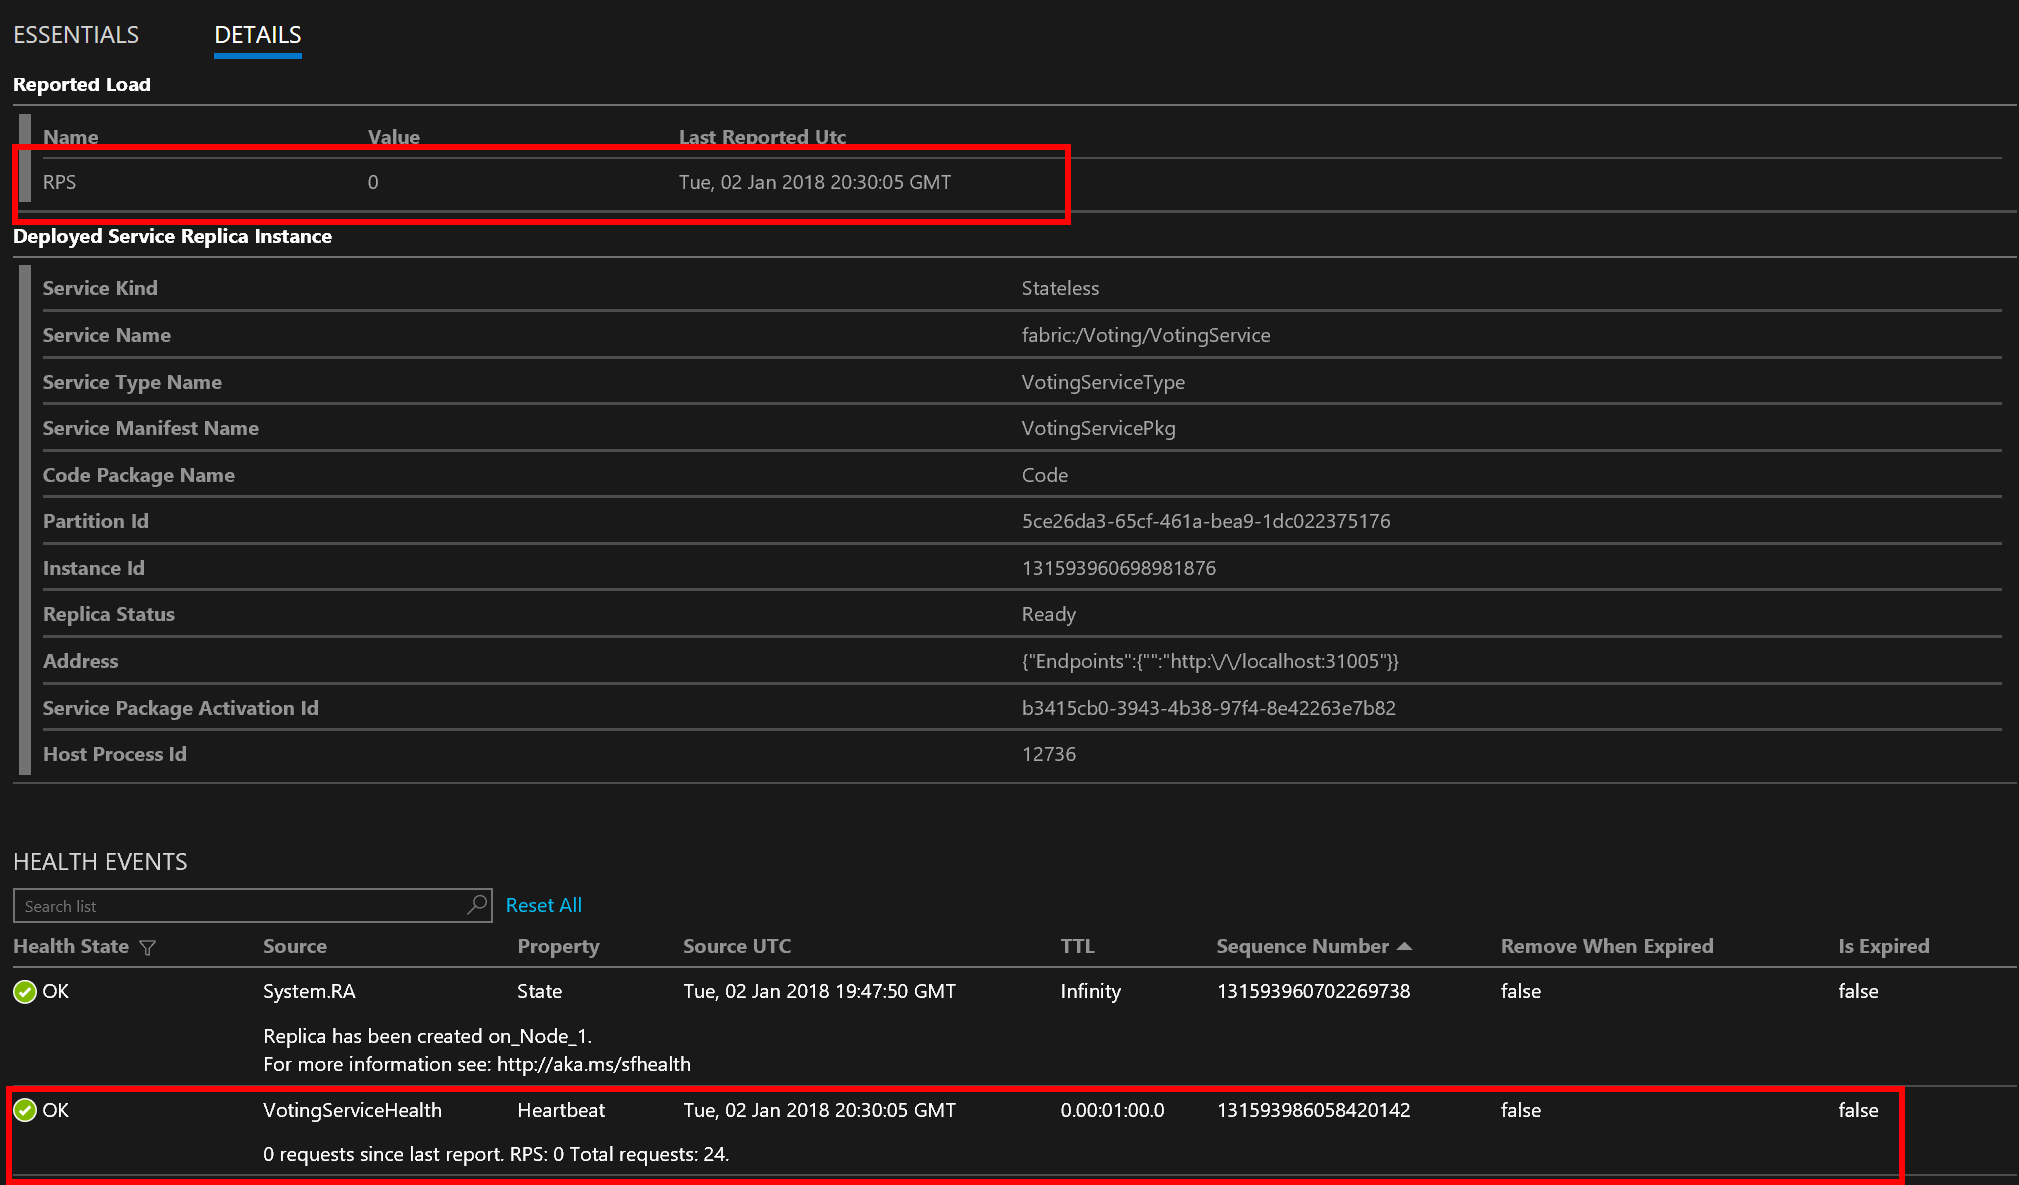 ESSENTIALS DETAILS
Reported Load
Name Value Last Reported Utc
RPS 0 Tue, 02 Jan 2018 20:30:05 GMT
Deployed Service Replica Instance
Service Kind Stateless
Service Name fabric:/Voting/VotingService
Service Type Name VotingServiceType
Service Manifest Name VotingServicePkg
Code Package Name Code
Partition Id 5ce26da3-65cf-461a-bea9-1dc022375176
Instance Id 131593960698981876
Replica Status Ready
Address {"Endpoints":{"":"http:\/\/localhost:31005"}}
Service Package Activation Id b3415cb0-3943-4b38-97f4-8e42263e7b82
Host Process Id 12736
HEALTH EVENTS
Search list Reset All
Health State Source Property Source UTC TTL Sequence Number Remove When Expired Is Expired
OK System.RA State Tue, 02 Jan 2018 19:47:50 GMT Infinity 131593960702269738 false false
Replica has been created on_Node_1.
For more information see: http://aka.ms/sfhealth
OK VotingServiceHealth Heartbeat Tue, 02 Jan 2018 20:30:05 GMT 0.00:01:00.0 131593986058420142 false false
0 requests since last report. RPS: 0 Total requests: 24.